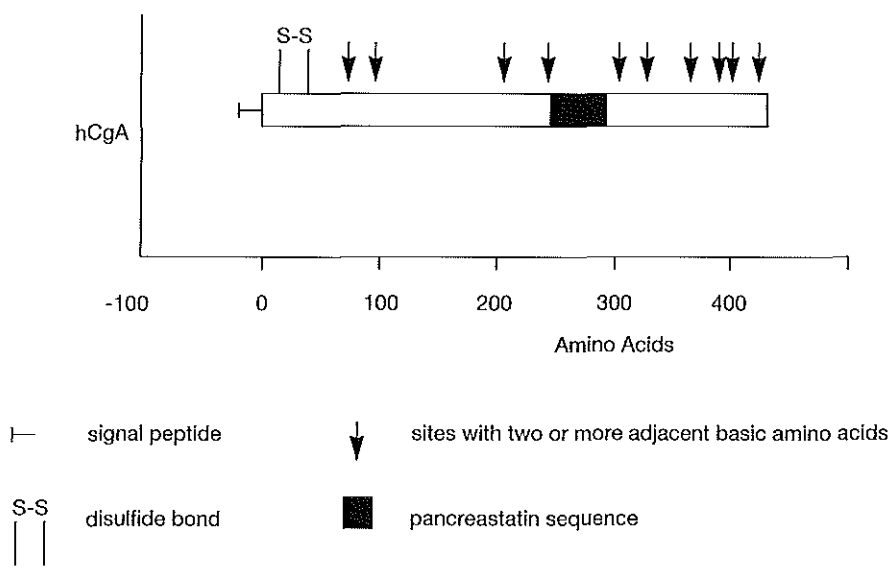 S-S
hCgA
-100 0 100 200 300 400
Amino Acids
signal peptide
sites with two or more adjacent basic amino acids
S-S
disulfide bond
pancreastatin sequence